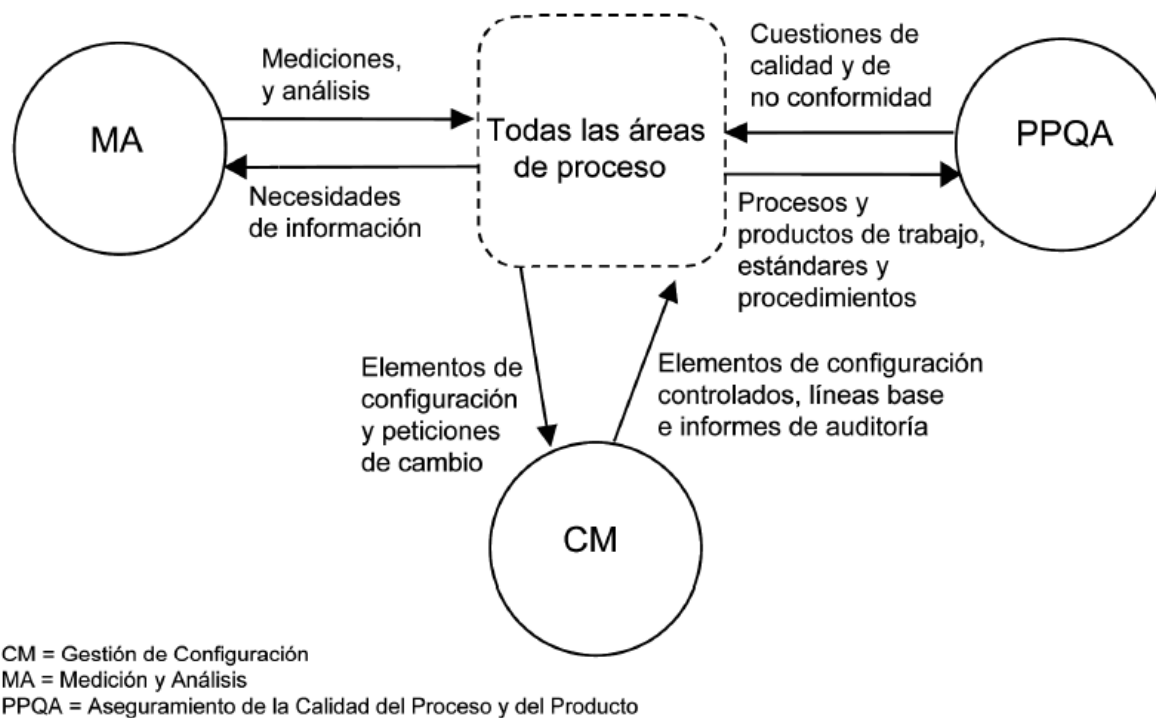 MA
Mediciones,
y análisis
Necesidades
de información
Todas las áreas
de proceso
Cuestiones de
calidad y de
no conformidad
PPQA
Procesos y
productos de trabajo,
estándares y
procedimientos
Elementos de
configuración
y peticiones
de cambio
Elementos de configuración
controlados, líneas base
e informes de auditoría
CM
CM = Gestión de Configuración
MA = Medición y Análisis
PPQA = Aseguramiento de la Calidad del Proceso y del Producto